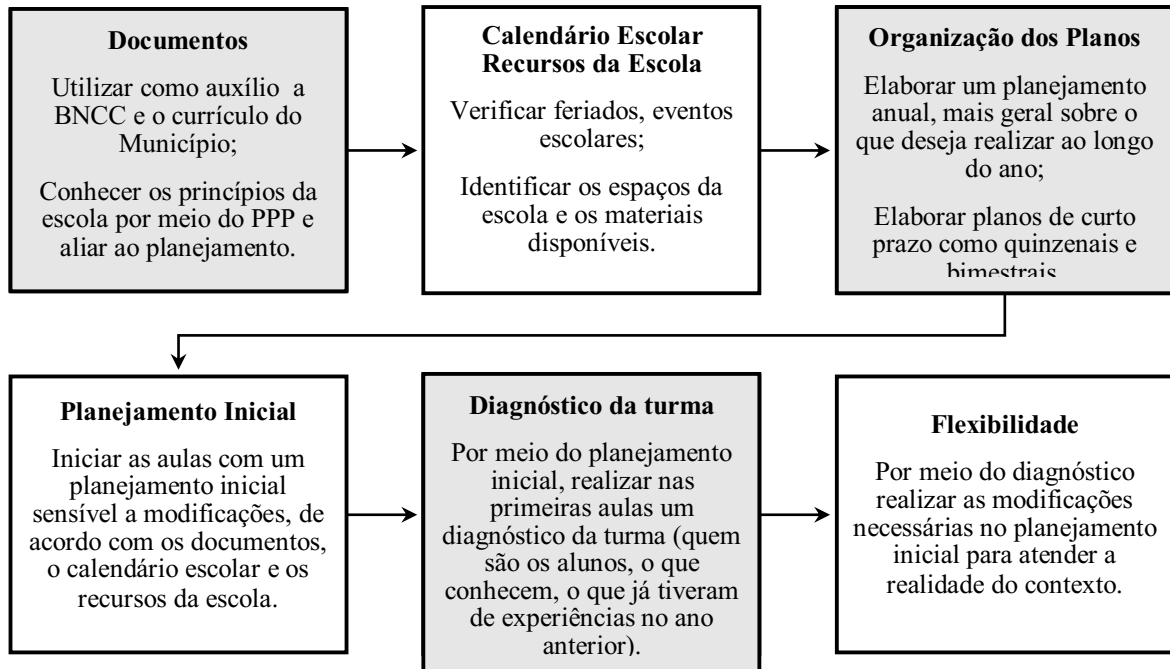 Documentos
Utilizar como auxílio a
BNCC e o currículo do
Município;
Conhecer os princípios da
escola por meio do PPP e
aliar ao planejamento.
Calendário Escolar
Recursos da Escola
Verificar feriados, eventos
escolares;
Identificar os espaços da
escola e os materiais
disponíveis.
Organização dos Planos
Elaborar um planejamento
anual, mais geral sobre o
que deseja realizar ao longo
do ano;
Elaborar planos de curto
prazo como quinzenais e
bimestrais
Planejamento Inicial
Iniciar as aulas com um
planejamento inicial
sensível a modificações, de
acordo com os documentos,
o calendário escolar e os
recursos da escola.
Diagnóstico da turma
Por meio do planejamento
inicial, realizar nas
primeiras aulas um
diagnóstico da turma (quem
são os alunos, o que
conhecem, o que já tiveram
de experiências no ano
anterior).
Flexibilidade
Por meio do diagnóstico
realizar as modificações
necessárias no planejamento
inicial para atender a
realidade do contexto.